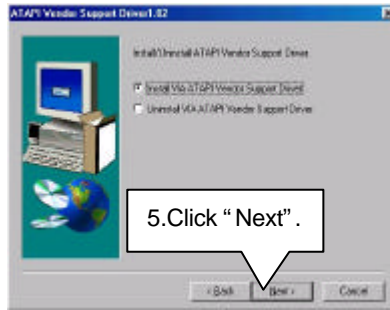 ATAPI Vendor Support Driver1.02
Install/Uninstall ATAPI Vendor Support Driver
Install VIA ATAPI Vendor Support Driver
Uninstall VIA ATAPI Vendor Support Driver
5.Click “Next”.
<Back
Next>
Cancel